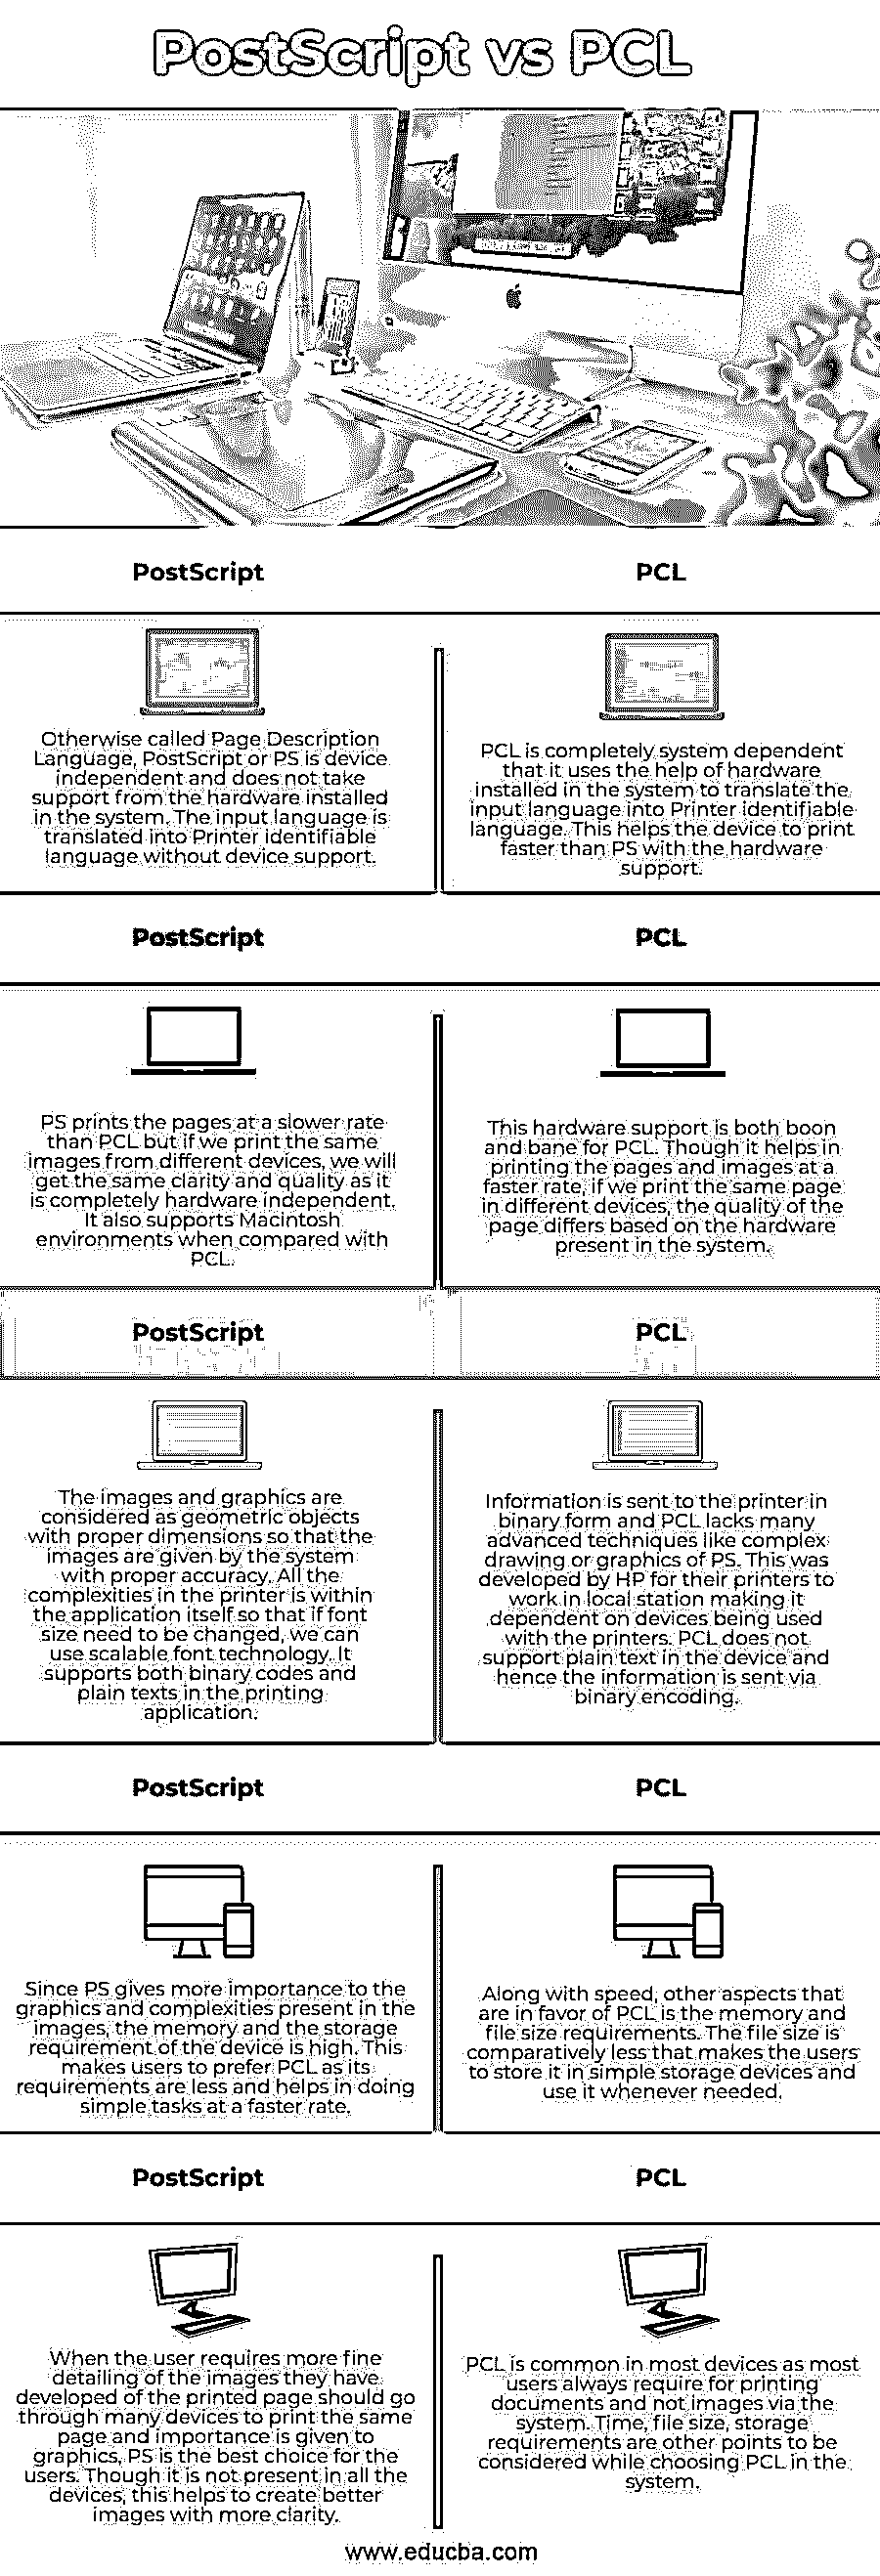 PostScript vs PCL
PostScript
PCL
Otherwise called Page Description
Language, PostScript or PS is device
independent and does not take
support from the hardware installed
in the system. The input language is
translated into Printer identifiable
language without device support.
PCL is completely system dependent
that it uses the help of hardware
installed in the system to translate the
input language into Printer identifiable
language. This helps the device to print
faster than PS with the hardware
support.
PostScript
PCL
PS prints the pages at a slower rate
than PCL but if we print the same
images from different devices, we will
get the same clarity and quality as it
is completely hardware independent.
It also supports Macintosh
environments when compared with
PCL.
This hardware support is both boon
and bane for PCL. Though it helps in
printing the pages and images at a
faster rate, if we print the same page
in different devices, the quality of the
page differs based on the hardware
present in the system.
PostScript
PCL
The images and graphics are
considered as geometric objects
with proper dimensions so that the
images are given by the system
with proper accuracy. All the
complexities in the printer is within
the application itself so that if font
size need to be changed, we can
use scalable font technology. It
supports both binary codes and
plain texts in the printing
application.
Information is sent to the printer in
binary form and PCL lacks many
advanced techniques like complex
drawing or graphics of PS. This was
developed by HP for their printers to
work in local station making it
dependent on devices being used
with the printers. PCL does not
support plain text in the device and
hence the information is sent via
binary encoding.
PostScript
PCL
Since PS gives more importance to the
graphics and complexities present in the
images, the memory and the storage
requirement of the device is high. This
makes users to prefer PCL as its
requirements are less and helps in doing
simple tasks at a faster rate.
Along with speed, other aspects that
are in favor of PCL is the memory and
file size requirements. The file size is
comparatively less that makes the users
to store it in simple storage devices and
use it whenever needed.
PostScript
PCL
When the user requires more fine
detailing of the images they have
developed of the printed page should go
through many devices to print the same
page and importance is given to
graphics, PS is the best choice for the
users. Though it is not present in all the
devices, this helps to create better
images with more clarity.
PCL is common in most devices as most
users always require for printing
documents and not images via the
system. Time, file size, storage
requirements are other points to be
considered while choosing PCL in the
system.
www.educba.com